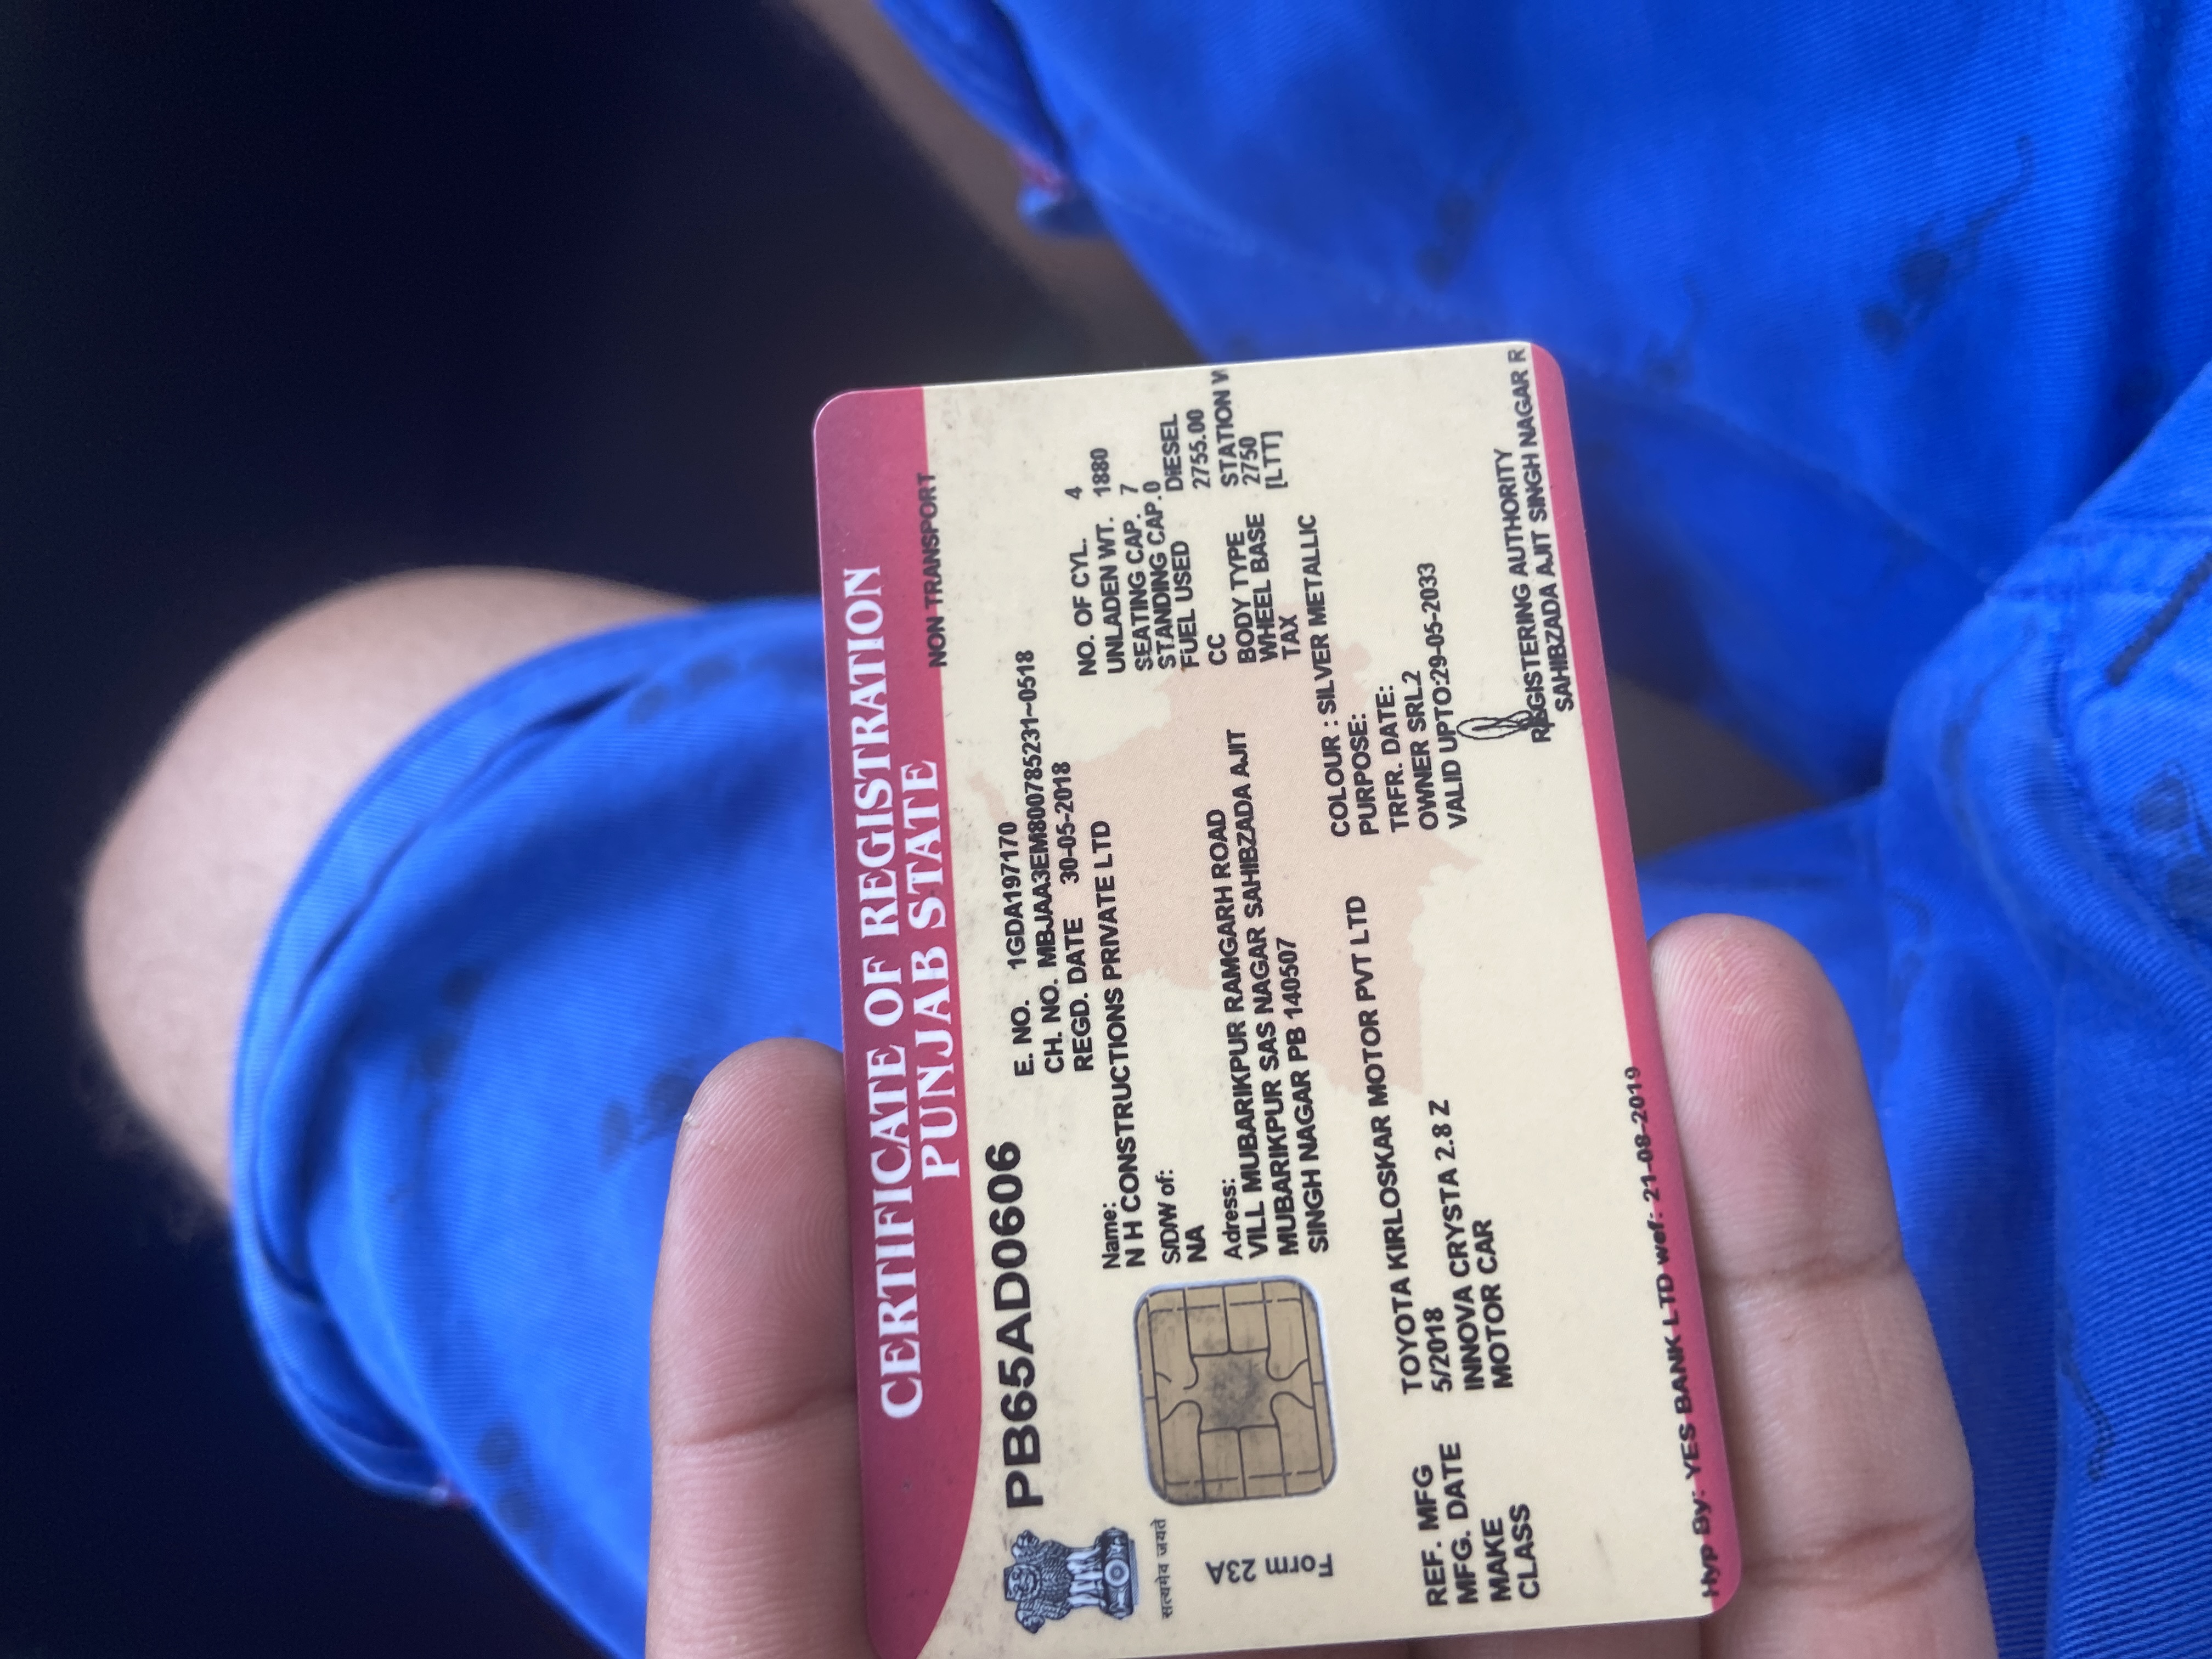 CERTIFICATE OF REGISTRATION
PUNJAB STATE
NON TRANSPORT
PB65AD0606
E. NO. 1GDA197170
CH. NO. MBJAA3EM800785231~0518
REGD. DATE 30-05-2018
सत्यमेव जयते
Form 23A
Name:
N H CONSTRUCTIONS PRIVATE LTD
S/D/W of:
NA
Adress:
VILL MUBARIKPUR RAMGARH ROAD
MUBARIKPUR SAS NAGAR SAHIBZADA AJIT
SINGH NAGAR PB 140507
NO. OF CYL. 4
UNLADEN WT. 1880
SEATING CAP. 7
STANDING CAP.0
FUEL USED DIESEL
CC 2755.00
BODY TYPE STATION
WHEEL BASE 2750
TAX [LTT]
REF. MFG TOYOTA KIRLOSKAR MOTOR PVT LTD
MFG. DATE 5/2018
MAKE INNOVA CRYSTA 2.8 Z
CLASS MOTOR CAR
COLOUR : SILVER METALLIC
PURPOSE:
TRFR. DATE:
OWNER SRL2
VALID UPTO:29-05-2033
REGISTERING AUTHORITY
SAHIBZADA AJIT SINGH NAGAR R
Hyp By: YES BANK LTD wef: 21-08-2019